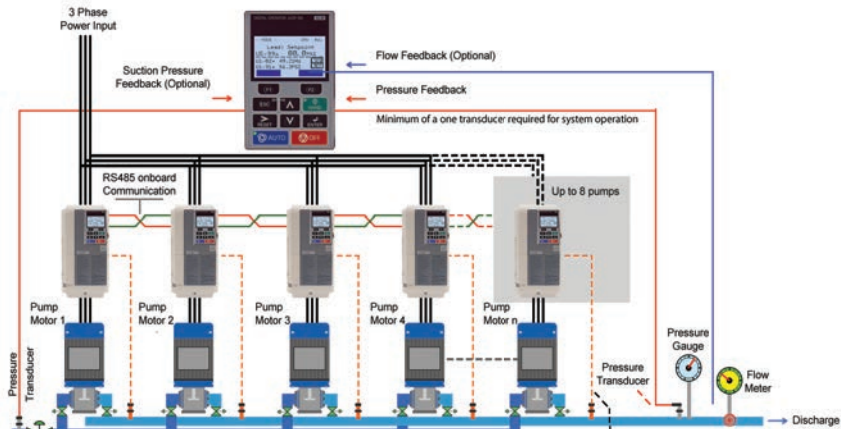 3 Phase
Power Input
Suction Pressure
Feedback (Optional)
Flow Feedback (Optional)
Pressure Feedback
Minimum of a one transducer required for system operation
AUTO
OFF
RS485 onboard
Communication
Up to 8 pumps
Pump
Motor 1
Pump
Motor 2
Pump
Motor 3
Pump
Motor 4
Pump
Motor n
Pressure
Gauge
Pressure
Transducer
Flow
Meter
Pressure
Transducer
Discharge